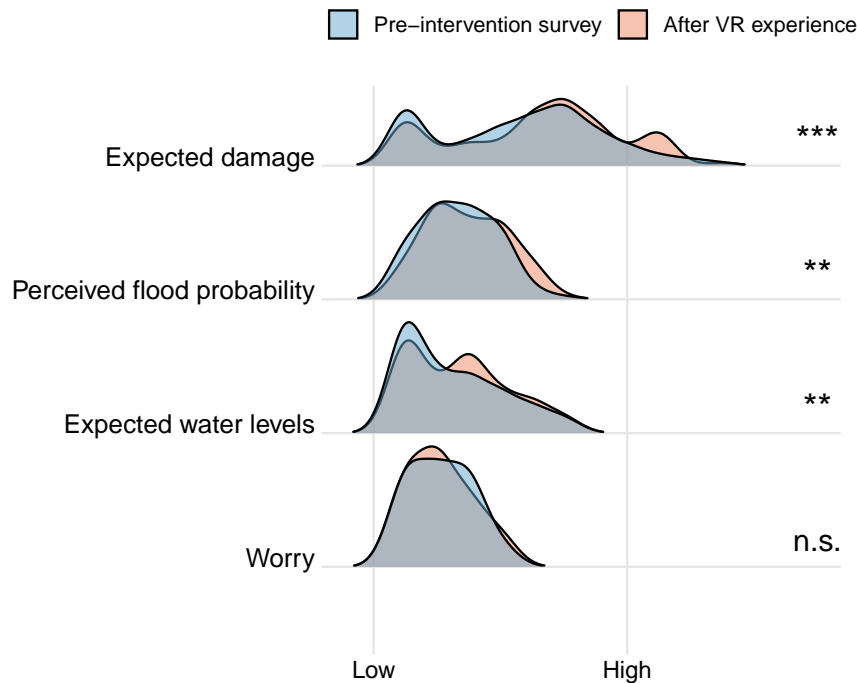 Pre−intervention survey After VR experience
Expected damage ***
Perceived flood probability **
Expected water levels **
Worry n.s.
Low High